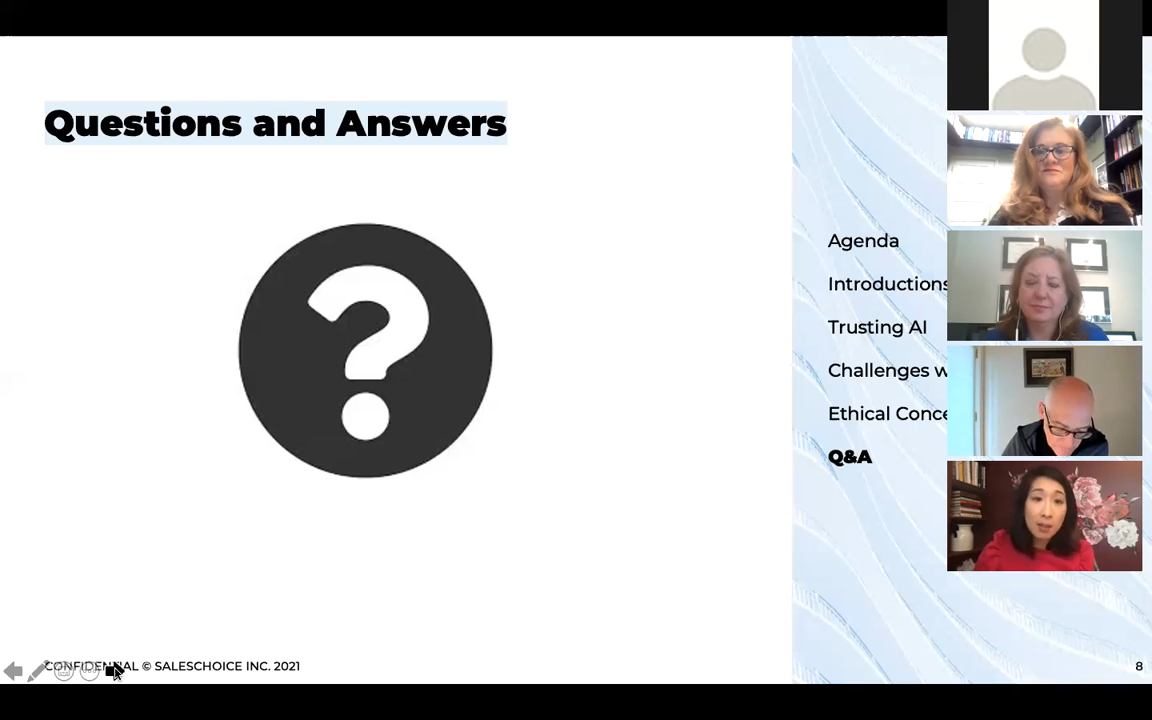 Questions and Answers
Agenda
Introductions
Trusting AI
Challenges w
Ethical Conce
Q&A
CONFIDENTIAL © SALESCHOICE INC. 2021
8